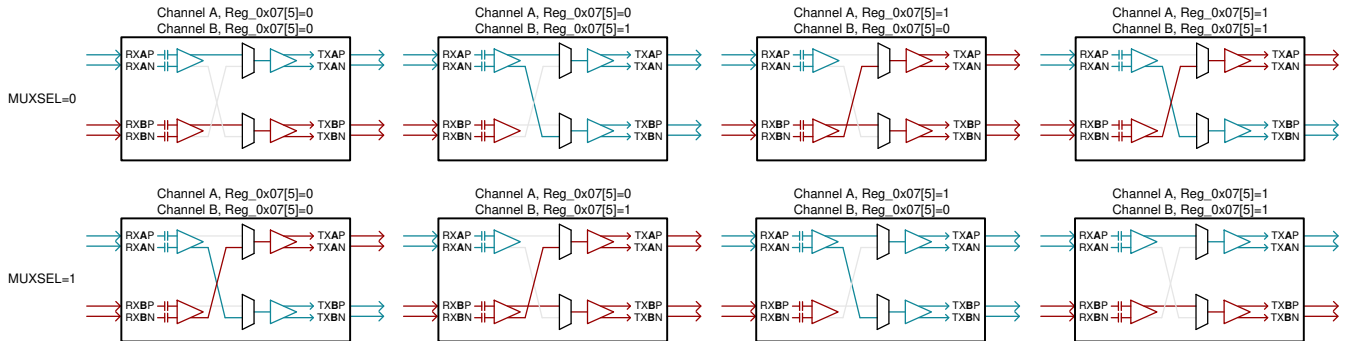 Channel A, Reg_0x07[5]=0
Channel B, Reg_0x07[5]=0
Channel A, Reg_0x07[5]=0
Channel B, Reg_0x07[5]=1
Channel A, Reg_0x07[5]=1
Channel B, Reg_0x07[5]=0
Channel A, Reg_0x07[5]=1
Channel B, Reg_0x07[5]=1
MUXSEL=0
RXAP TXAP
RXAN TXAN
RXBP TXBP
RXBN TXBN
RXAP TXAP
RXAN TXAN
RXBP TXBP
RXBN TXBN
RXAP TXAP
RXAN TXAN
RXBP TXBP
RXBN TXBN
RXAP TXAP
RXAN TXAN
RXBP TXBP
RXBN TXBN
Channel A, Reg_0x07[5]=0
Channel B, Reg_0x07[5]=0
Channel A, Reg_0x07[5]=0
Channel B, Reg_0x07[5]=1
Channel A, Reg_0x07[5]=1
Channel B, Reg_0x07[5]=0
Channel A, Reg_0x07[5]=1
Channel B, Reg_0x07[5]=1
MUXSEL=1
RXAP TXAP
RXAN TXAN
RXBP TXBP
RXBN TXBN
RXAP TXAP
RXAN TXAN
RXBP TXBP
RXBN TXBN
RXAP TXAP
RXAN TXAN
RXBP TXBP
RXBN TXBN
RXAP TXAP
RXAN TXAN
RXBP TXBP
RXBN TXBN